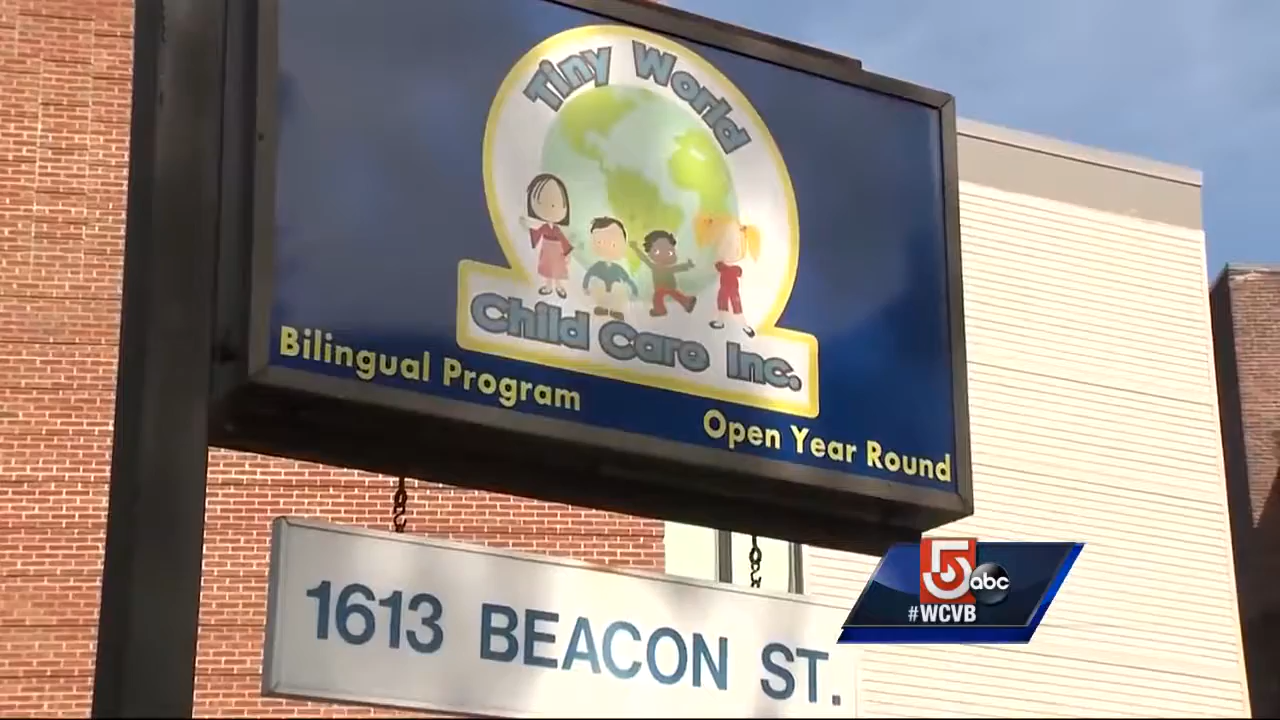 Tiny World
Child Care Inc.
Bilingual Program
Open Year Round
1613 BEACON ST.
5 abc
#WCVB